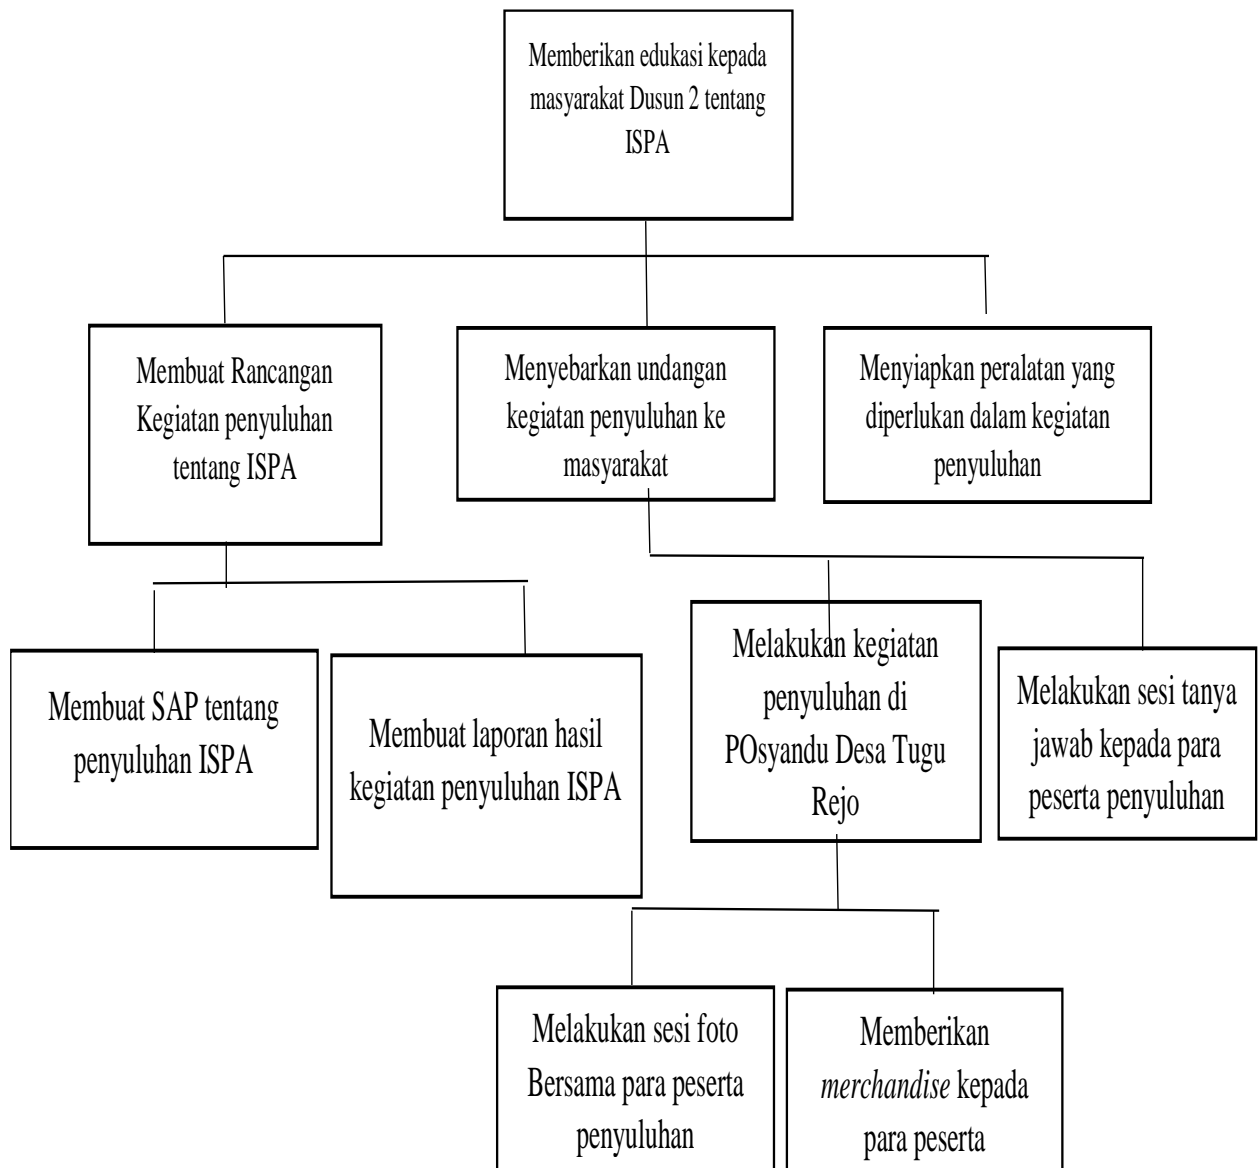 Memberikan edukasi kepada
masyarakat Dusun 2 tentang
ISPA
Membuat Rancangan
Kegiatan penyuluhan
tentang ISPA
Menyebarkan undangan
kegiatan penyuluhan ke
masyarakat
Menyiapkan peralatan yang
diperlukan dalam kegiatan
penyuluhan
Membuat SAP tentang
penyuluhan ISPA
Membuat laporan hasil
kegiatan penyuluhan ISPA
Melakukan kegiatan
penyuluhan di
POsyandu Desa Tugu
Rejo
Melakukan sesi tanya
jawab kepada para
peserta penyuluhan
Melakukan sesi foto
Bersama para peserta
penyuluhan
Memberikan
merchandise kepada
para peserta